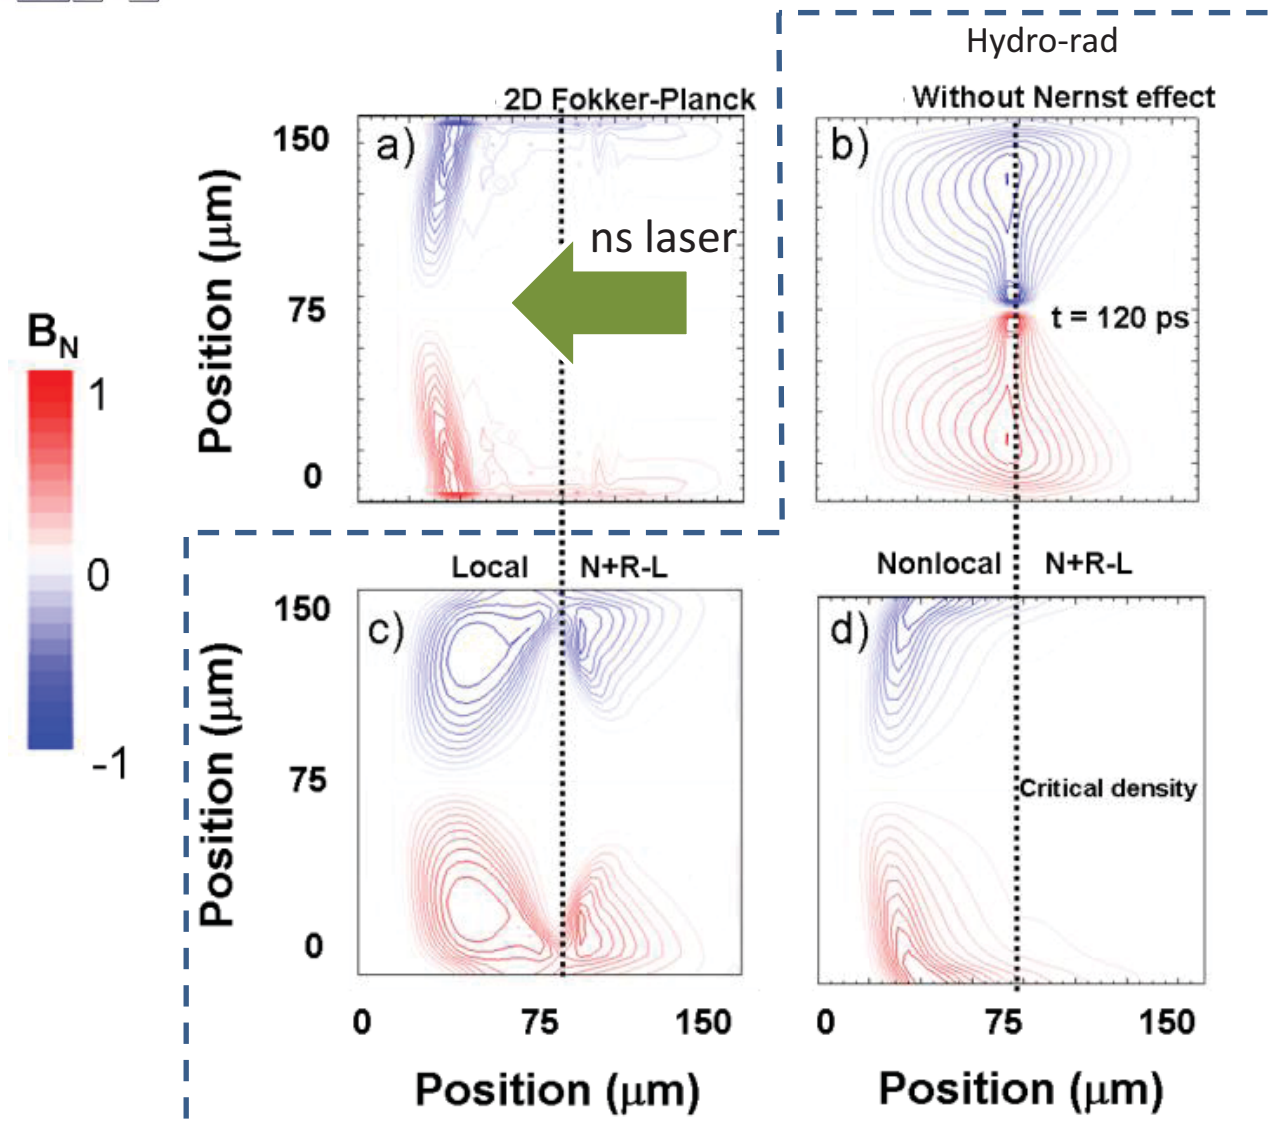 Hydro-rad
2D Fokker-Planck
Without Nernst effect
150
a)
b)
Position (μm)
ns laser
75
t = 120 ps
B_N
1
0
0
-1
Local
N+R-L
Nonlocal
N+R-L
150
c)
d)
Position (μm)
75
Critical density
0
0
75
150
0
75
150
Position (μm)
Position (μm)